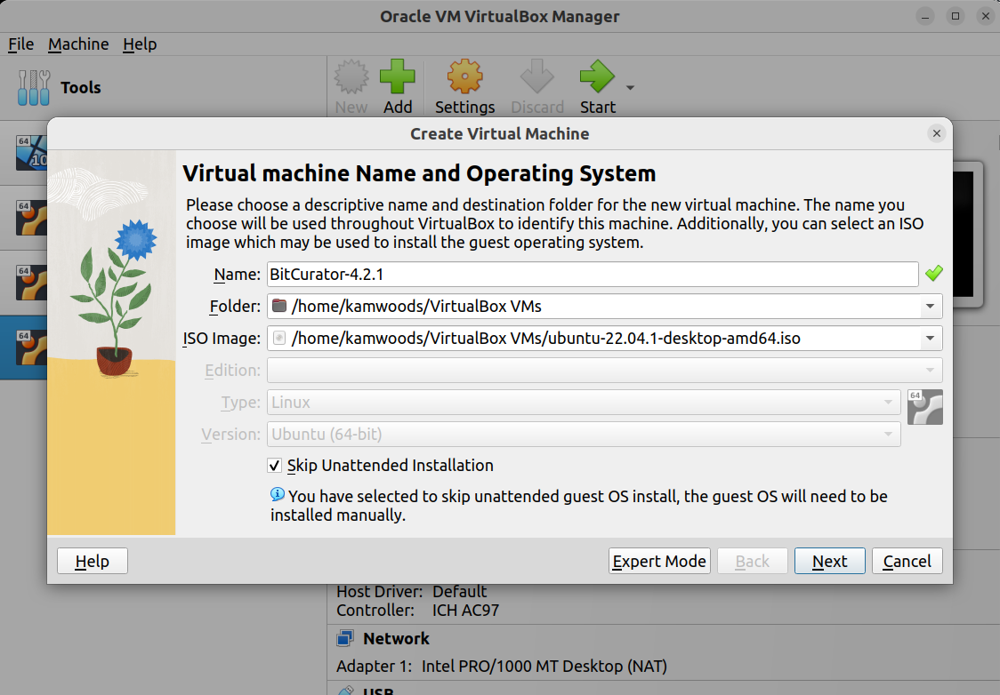 Oracle VM VirtualBox Manager
File Machine Help
Tools
New Add Settings Discard Start
Create Virtual Machine
64
10
64
64
64
Virtual machine Name and Operating System
Please choose a descriptive name and destination folder for the new virtual machine. The name you
choose will be used throughout VirtualBox to identify this machine. Additionally, you can select an ISO
image which may be used to install the guest operating system.
Name: BitCurator-4.2.1
Folder: /home/kamwoods/VirtualBox VMs
ISO Image: /home/kamwoods/VirtualBox VMs/ubuntu-22.04.1-desktop-amd64.iso
Edition:
Type: Linux
64
Version: Ubuntu (64-bit)
Skip Unattended Installation
You have selected to skip unattended guest OS install, the guest OS will need to be
installed manually.
Help Expert Mode Back Next Cancel
Host Driver: Default
Controller: ICH AC97
Network
Adapter 1: Intel PRO/1000 MT Desktop (NAT)
USB